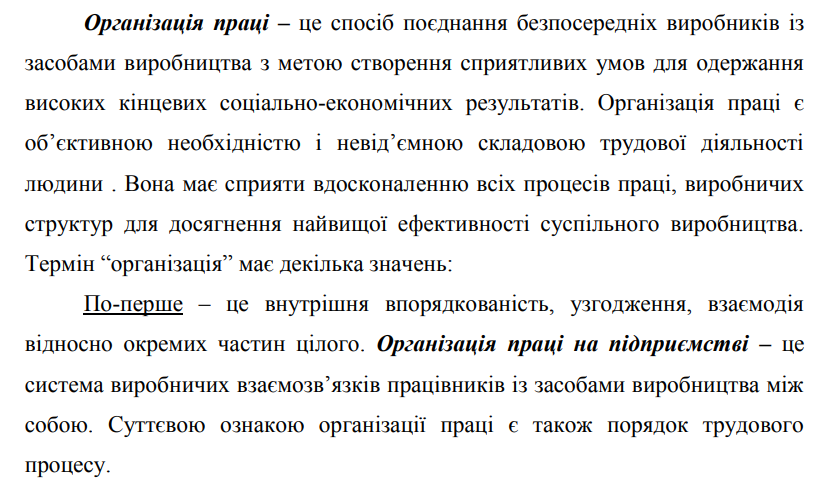 Організація праці – це спосіб поєднання безпосередніх виробників із
засобами виробництва з метою створення сприятливих умов для одержання
високих кінцевих соціально-економічних результатів. Організація праці є
об’єктивною необхідністю і невід’ємною складовою трудової діяльності
людини . Вона має сприяти вдосконаленню всіх процесів праці, виробничих
структур для досягнення найвищої ефективності суспільного виробництва.
Термін “організація” має декілька значень:
По-перше – це внутрішня впорядкованість, узгодження, взаємодія
відносно окремих частин цілого. Організація праці на підприємстві – це
система виробничих взаємозв’язків працівників із засобами виробництва між
собою. Суттєвою ознакою організації праці є також порядок трудового
процесу.